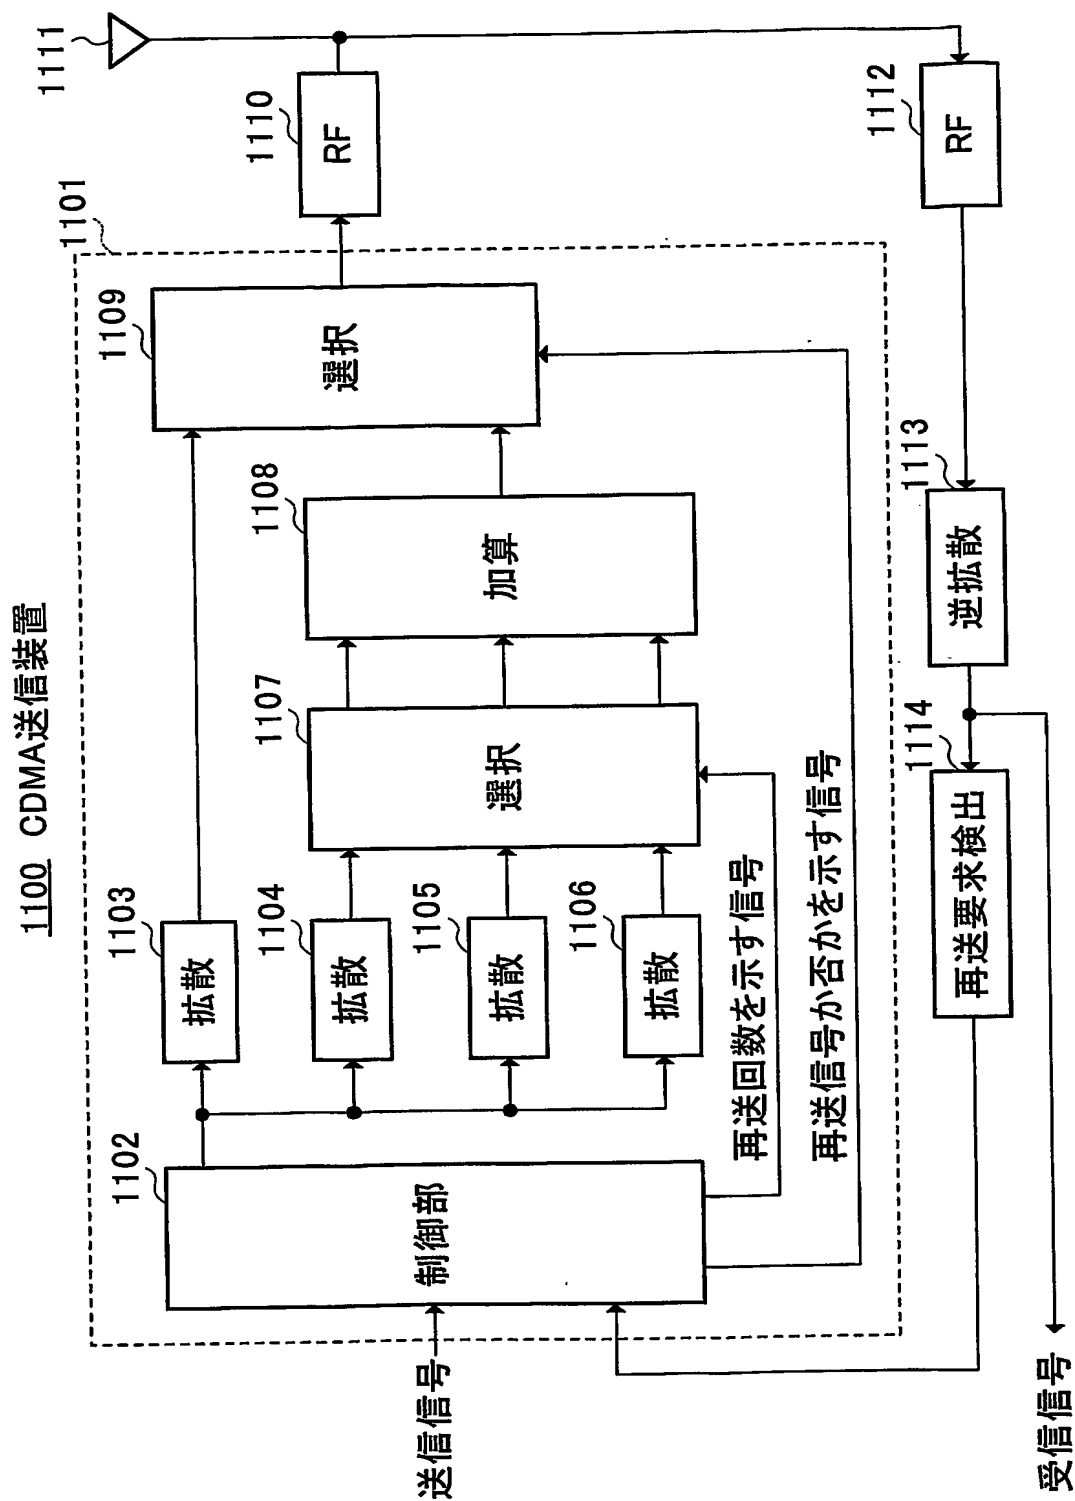 1100 CDMA送信装置
1101
1102
制御部
1103
拡散
1104
拡散
1105
拡散
1106
拡散
1107
選択
1108
加算
1109
選択
1110
RF
1111
1112
RF
1113
逆拡散
1114
再送要求検出
再送回数を示す信号
再送信号か否かを示す信号
送信信号
受信信号